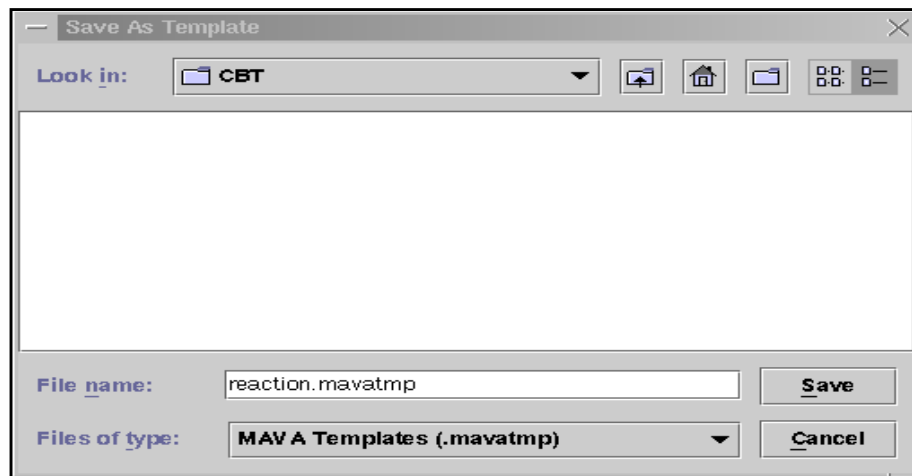 Save As Template
Look in: CBT
File name: reaction.mavatmp Save
Files of type: MAVA Templates (.mavatmp) Cancel